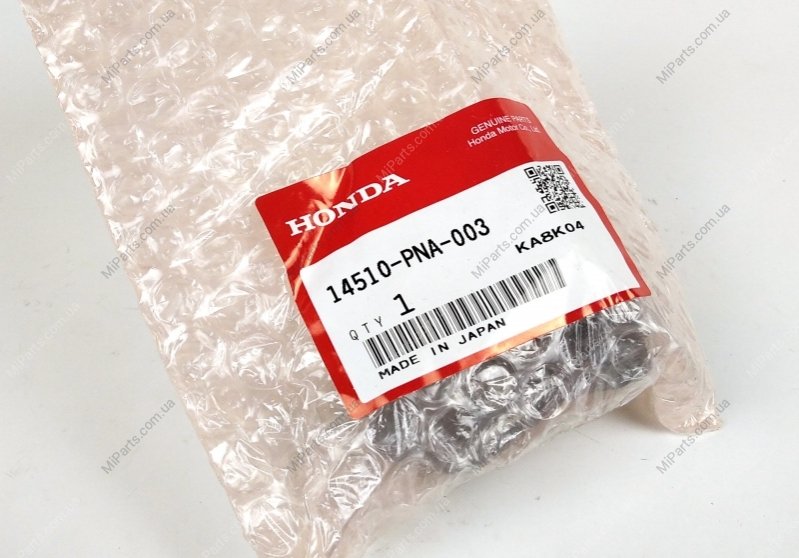 GENUINE PARTS
Honda Motor Co., Ltd.
HONDA
14510-PNA-003
KA8K04
QTY 1
MADE IN JAPAN
MiParts.com.ua